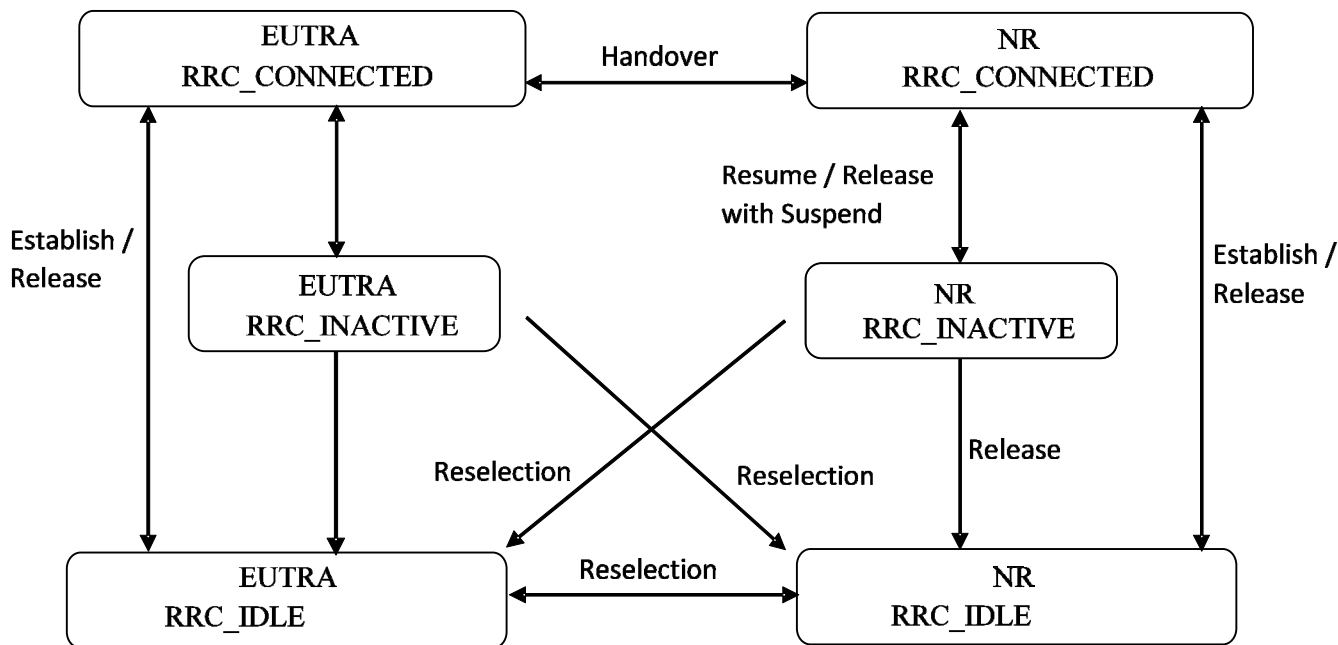 EUTRA
RRC_CONNECTED
Handover
NR
RRC_CONNECTED
Establish /
Release
Resume / Release
with Suspend
Establish /
Release
EUTRA
RRC_INACTIVE
NR
RRC_INACTIVE
Reselection
Reselection
Release
EUTRA
RRC_IDLE
Reselection
NR
RRC_IDLE